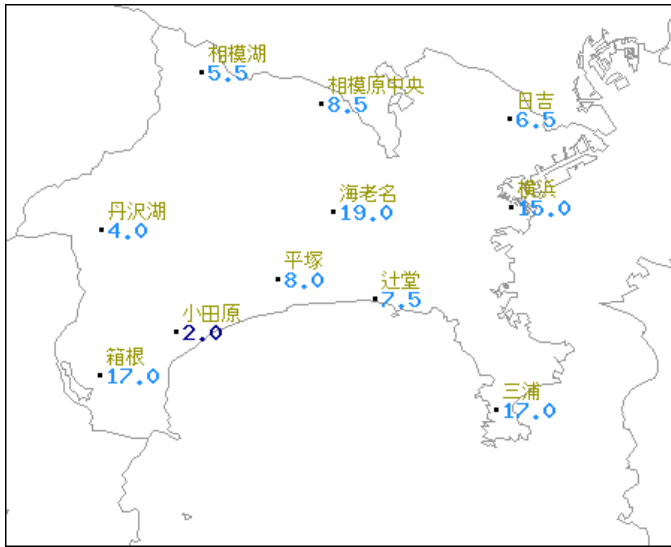 相模湖
5.5
相模原中央
8.5
日吉
6.5
丹沢湖
4.0
海老名
19.0
横浜
15.0
平塚
8.0
辻堂
7.5
小田原
2.0
箱根
17.0
三浦
17.0